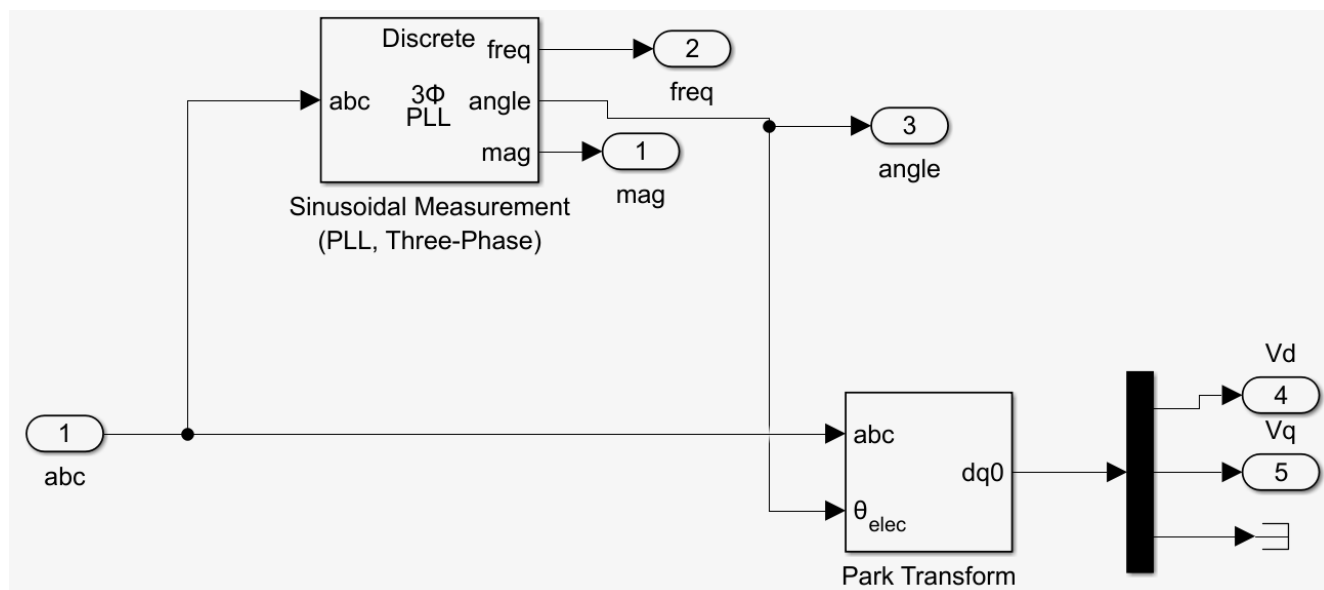 Discrete
freq
abc
3Φ
PLL
angle
mag
Sinusoidal Measurement
(PLL, Three-Phase)
2
freq
1
mag
3
angle
1
abc
abc
θelec
dq0
Park Transform
Vd
4
Vq
5